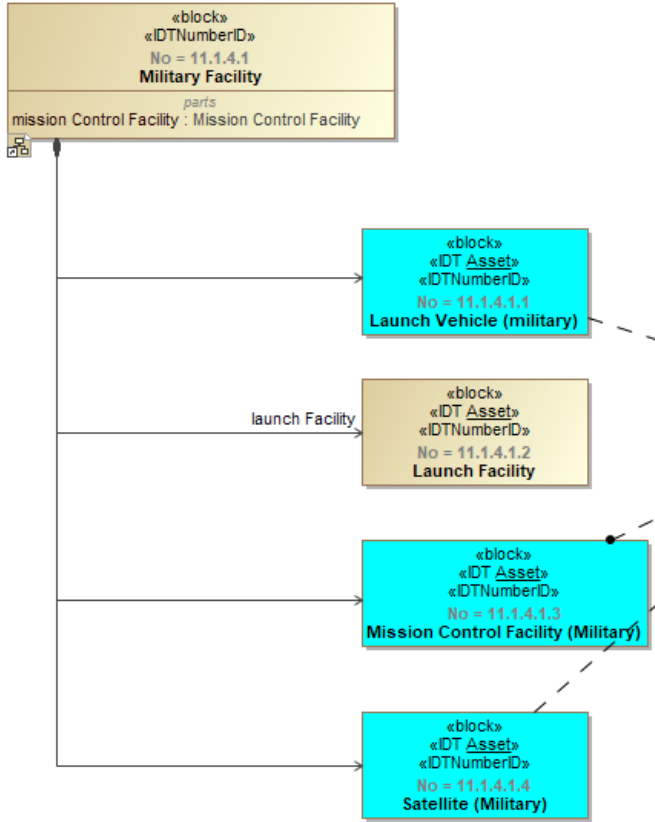 «block»
«IDTNumberID»
No = 11.1.4.1
Military Facility
parts
mission Control Facility : Mission Control Facility
«block»
«IDT Asset»
«IDTNumberID»
No = 11.1.4.1.1
Launch Vehicle (military)
launch Facility
«block»
«IDT Asset»
«IDTNumberID»
No = 11.1.4.1.2
Launch Facility
«block»
«IDT Asset»
«IDTNumberID»
No = 11.1.4.1.3
Mission Control Facility (Military)
«block»
«IDT Asset»
«IDTNumberID»
No = 11.1.4.1.4
Satellite (Military)